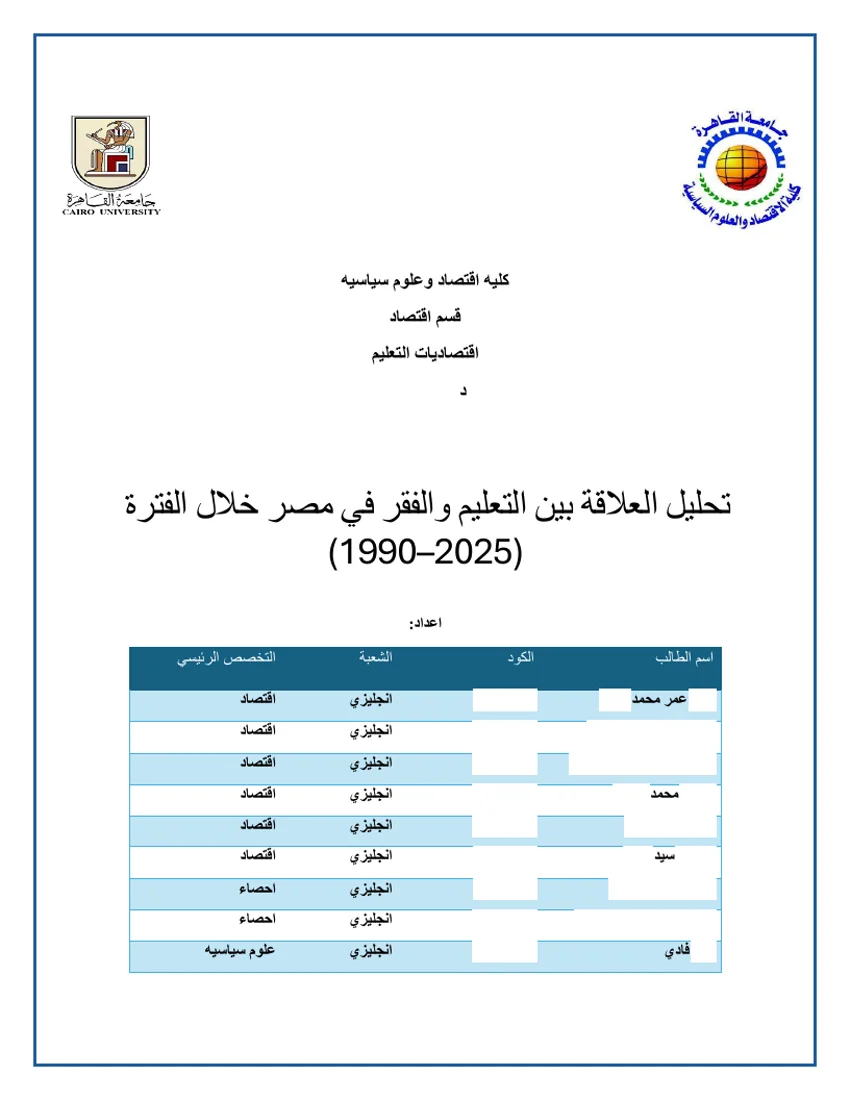 جامعة القاهرة
كلية الاقتصاد والعلوم السياسية
جامعة القاهرة
CAIRO UNIVERSITY
كليه اقتصاد وعلوم سياسيه
قسم اقتصاد
اقتصاديات التعليم
د
تحليل العلاقة بين التعليم والفقر في مصر خلال الفترة
(1990–2025)
اعداد:
اسم الطالب الكود الشعبة التخصص الرئيسي
عمر محمد انجليزي اقتصاد
انجليزي اقتصاد
انجليزي اقتصاد
محمد انجليزي اقتصاد
انجليزي اقتصاد
سيد انجليزي اقتصاد
انجليزي احصاء
انجليزي احصاء
فادي انجليزي علوم سياسيه